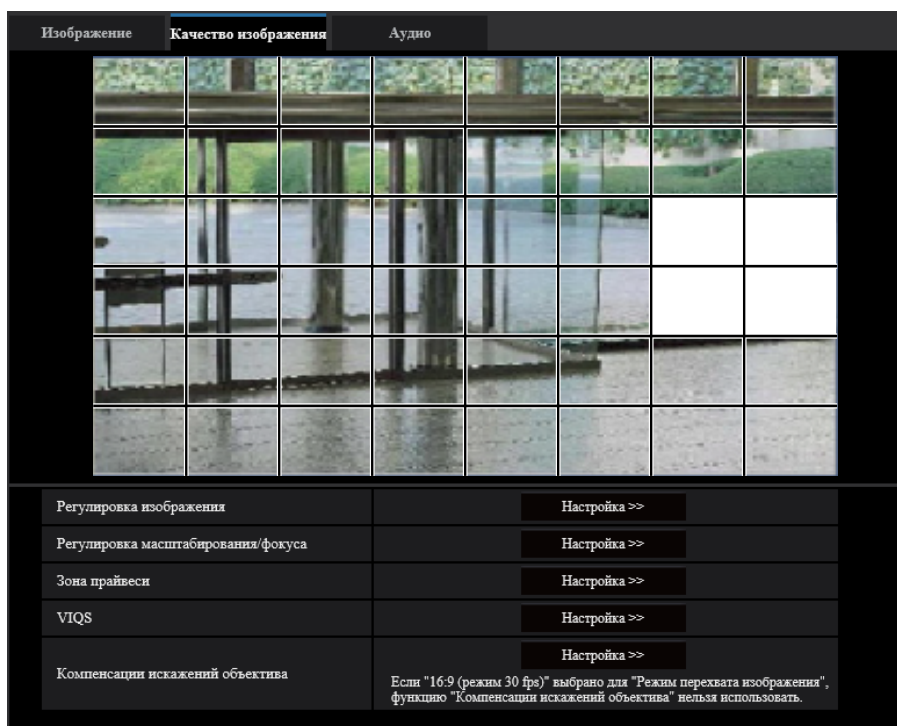 Изображение Качество изображения Аудио
Регулировка изображения Настройка >>
Регулировка масштабирования/фокуса Настройка >>
Зона прайвеси Настройка >>
VIQS Настройка >>
Настройка >>
Компенсации искажений объектива
Если "16:9 (режим 30 fps)" выбрано для "Режим перехвата изображения",
функцию "Компенсации искажений объектива" нельзя использовать.